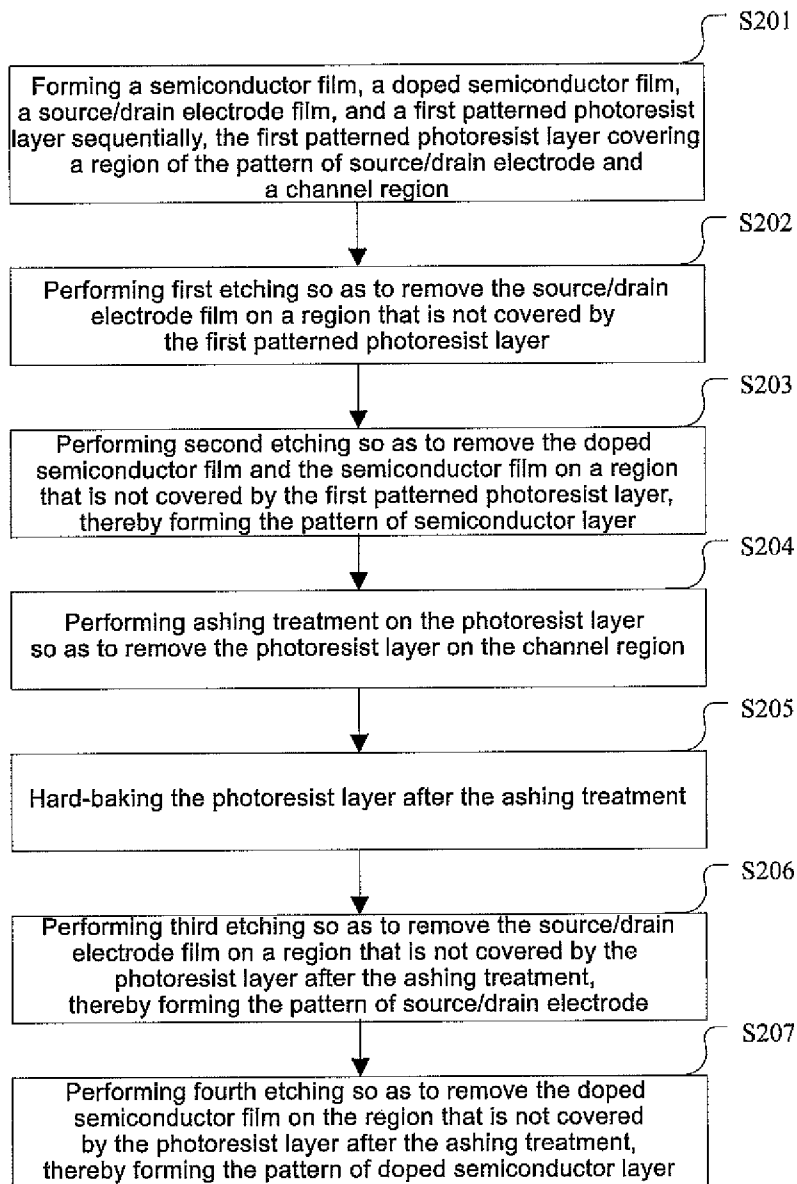 S201
Forming a semiconductor film, a doped semiconductor film,
a source/drain electrode film, and a first patterned photoresist
layer sequentially, the first patterned photoresist layer covering
a region of the pattern of source/drain electrode and
a channel region
S202
Performing first etching so as to remove the source/drain
electrode film on a region that is not covered by
the first patterned photoresist layer
S203
Performing second etching so as to remove the doped
semiconductor film and the semiconductor film on a region
that is not covered by the first patterned photoresist layer,
thereby forming the pattern of semiconductor layer
S204
Performing ashing treatment on the photoresist layer
so as to remove the photoresist layer on the channel region
S205
Hard-baking the photoresist layer after the ashing treatment
S206
Performing third etching so as to remove the source/drain
electrode film on a region that is not covered by the
photoresist layer after the ashing treatment,
thereby forming the pattern of source/drain electrode
S207
Performing fourth etching so as to remove the doped
semiconductor film on the region that is not covered
by the photoresist layer after the ashing treatment,
thereby forming the pattern of doped semiconductor layer